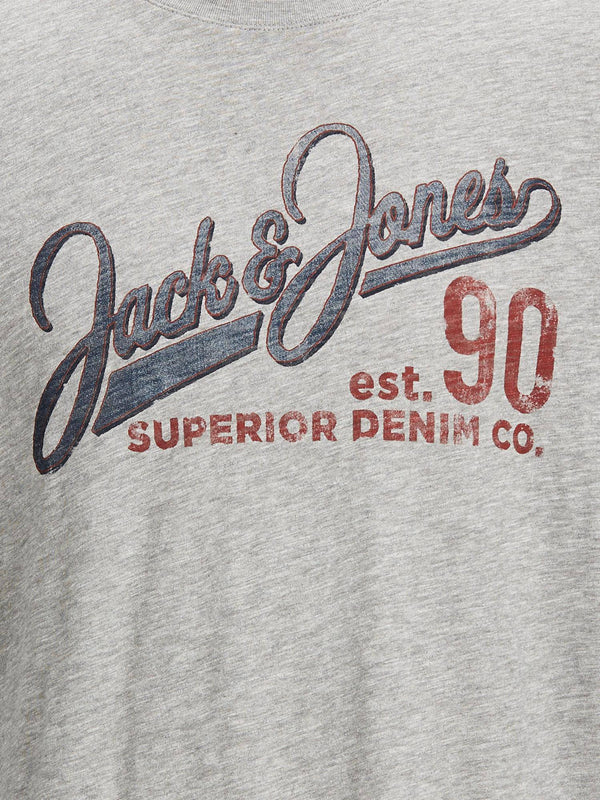 Jack & Jones
est. 90
SUPERIOR DENIM CO.